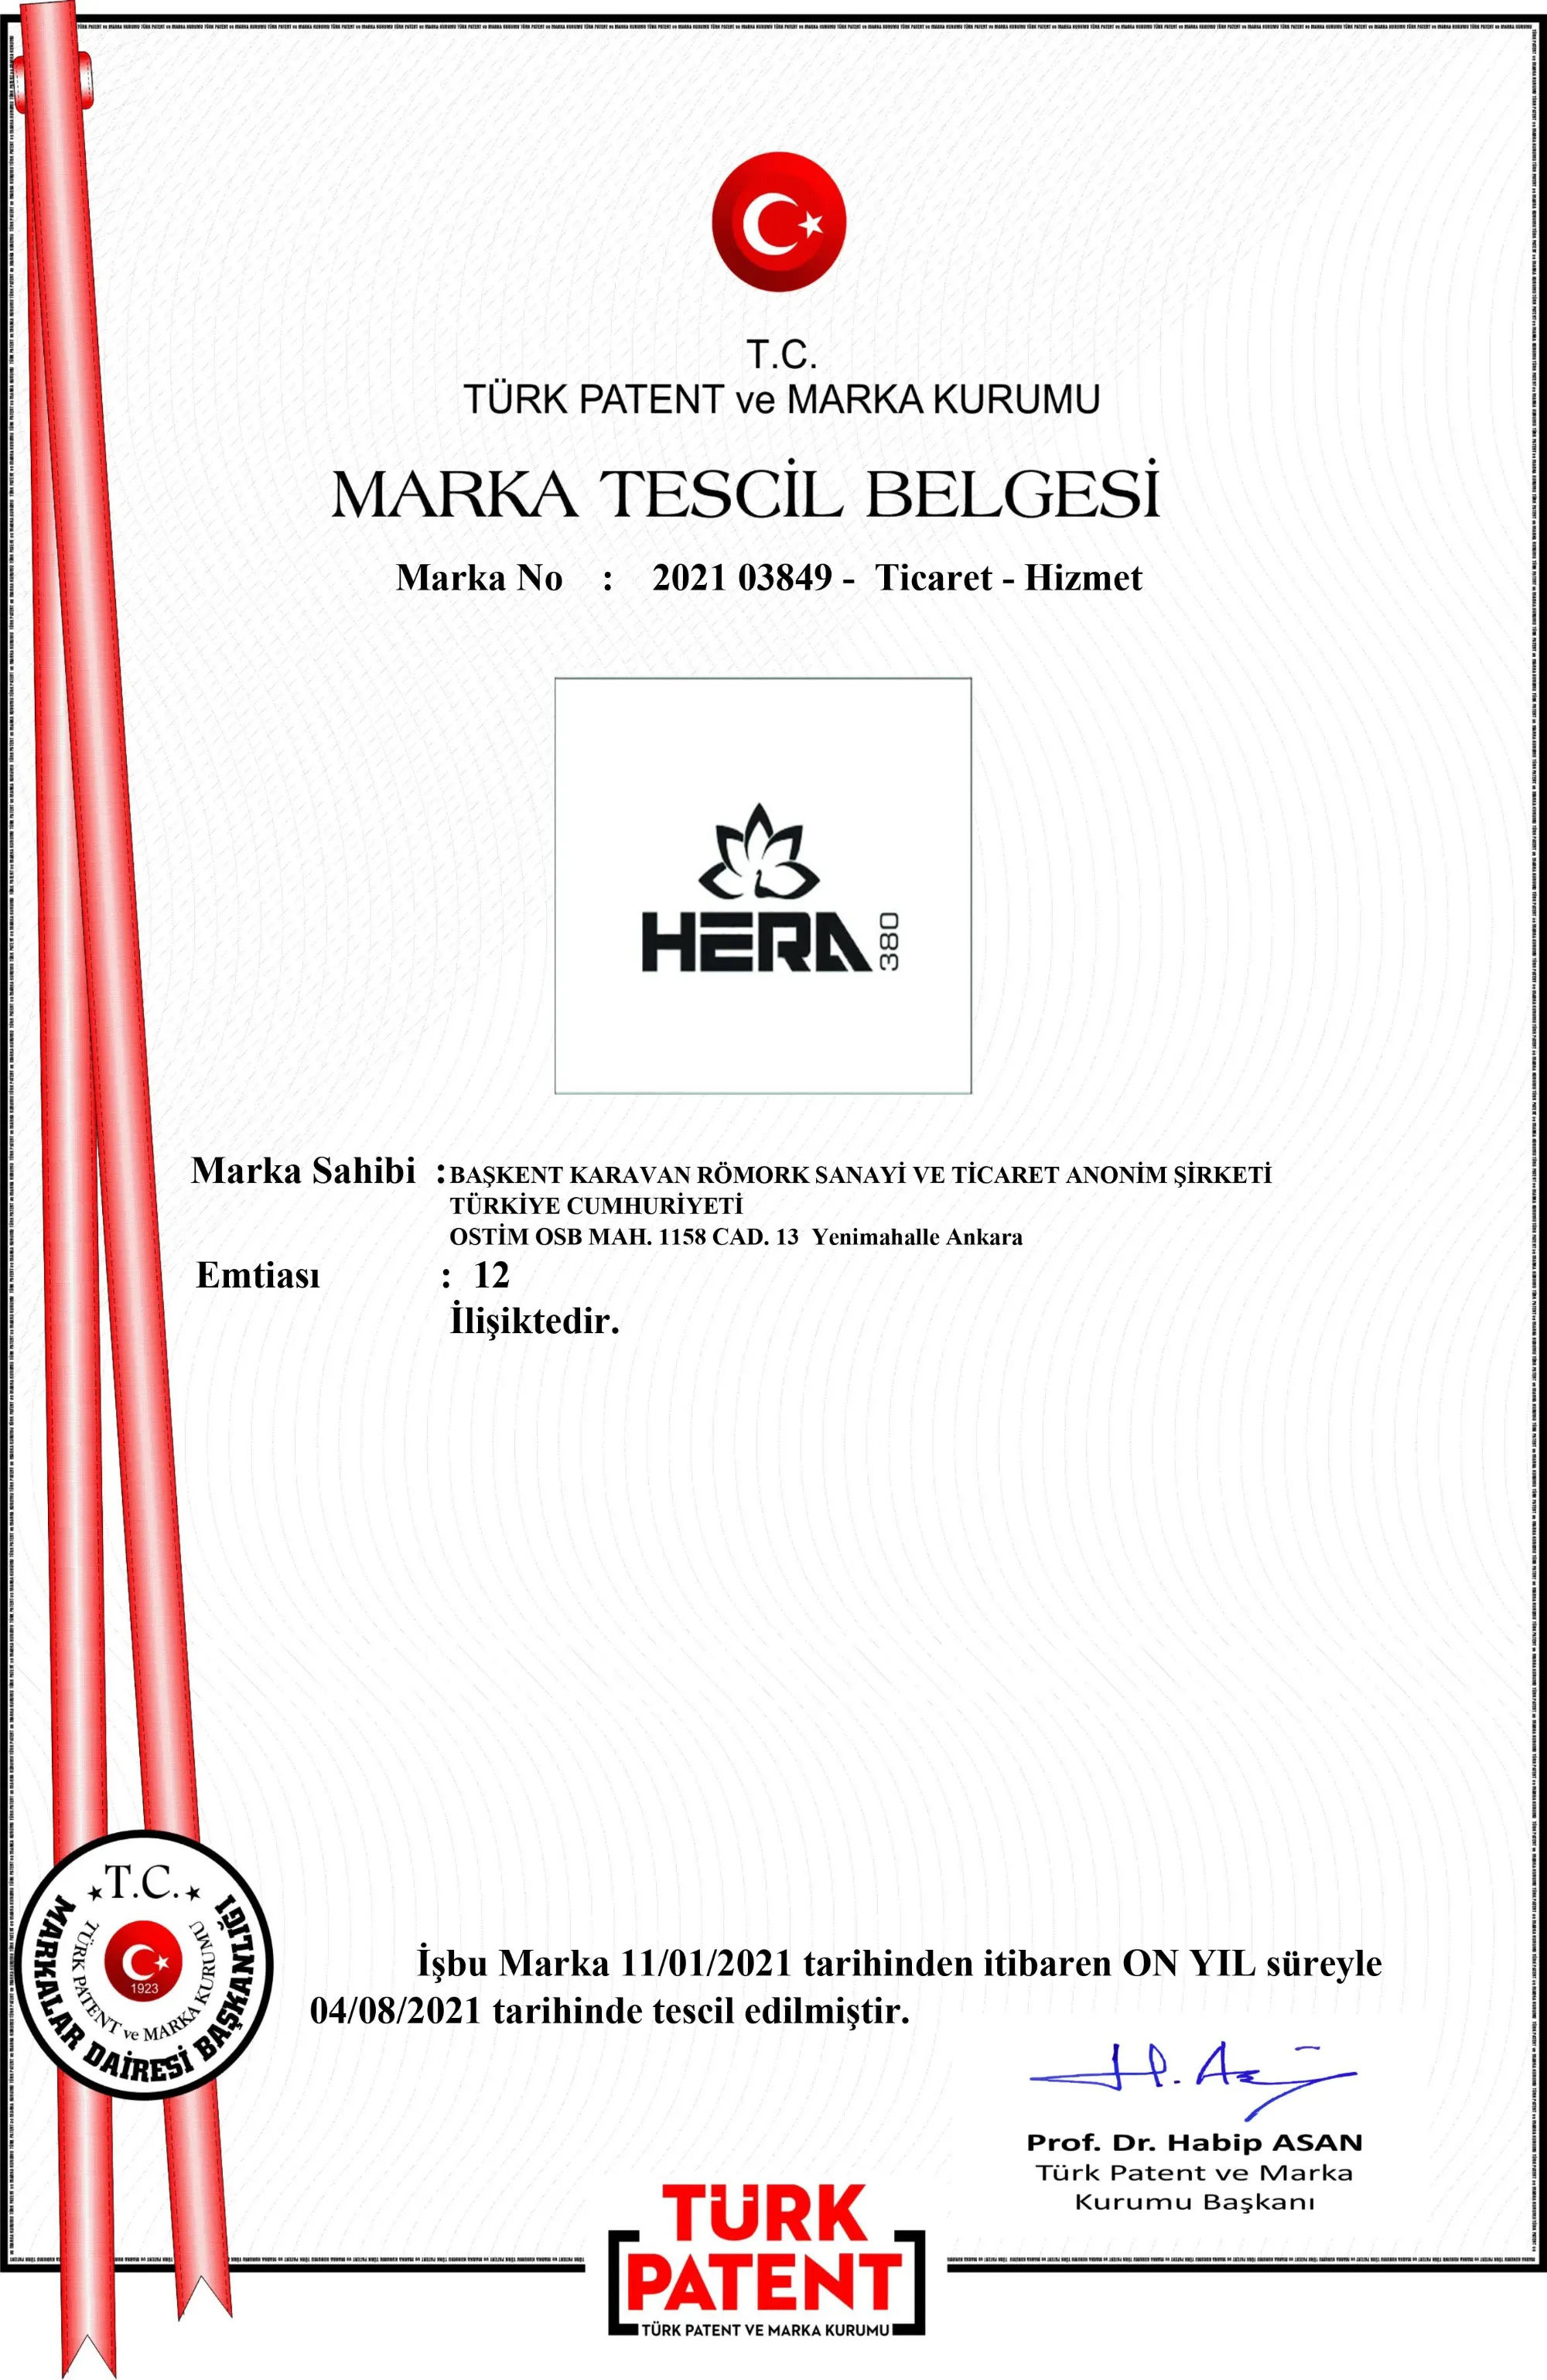 T.C.
TÜRK PATENT ve MARKA KURUMU
MARKA TESCİL BELGESİ
Marka No : 2021 03849 - Ticaret - Hizmet
HERA 380
Marka Sahibi : BAŞKENT KARAVAN RÖMORK SANAYİ VE TİCARET ANONİM ŞİRKETİ
TÜRKİYE CUMHURİYETİ
OSTİM OSB MAH. 1158 CAD. 13 Yenimahalle Ankara
Emtiası : 12
İlişiktedir.
T.C.
MARKALAR DAİRESİ BAŞKANLIĞI
TÜRK PATENT ve MARKA KURUMU
1923
İşbu Marka 11/01/2021 tarihinden itibaren ON YIL süreyle
04/08/2021 tarihinde tescil edilmiştir.
Prof. Dr. Habip ASAN
Türk Patent ve Marka
Kurumu Başkanı
TÜRK
PATENT
TÜRK PATENT VE MARKA KURUMU